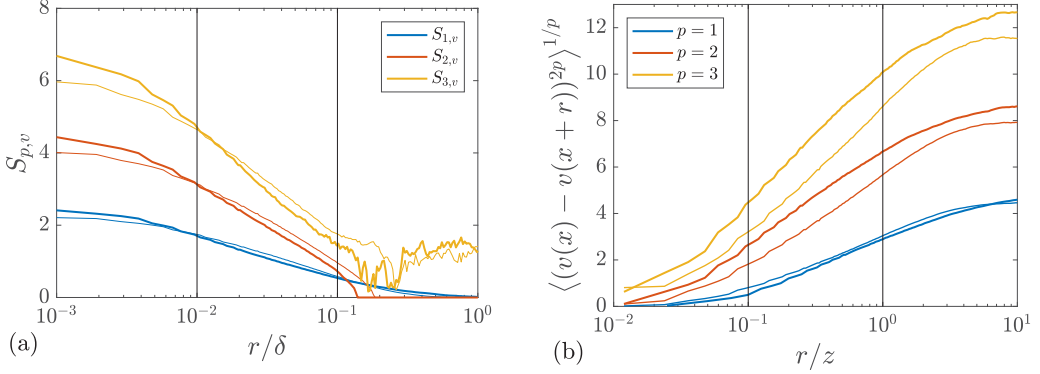 8
6
4
2
0
S_{p,v}
S_{1,v}
S_{2,v}
S_{3,v}
10^{-3}
10^{-2}
10^{-1}
10^{0}
(a)
r/δ
12
10
8
6
4
2
0
⟨(v(x) − v(x + r))^{2p}⟩^{1/p}
p = 1
p = 2
p = 3
10^{-2}
10^{-1}
10^{0}
10^{1}
(b)
r/z